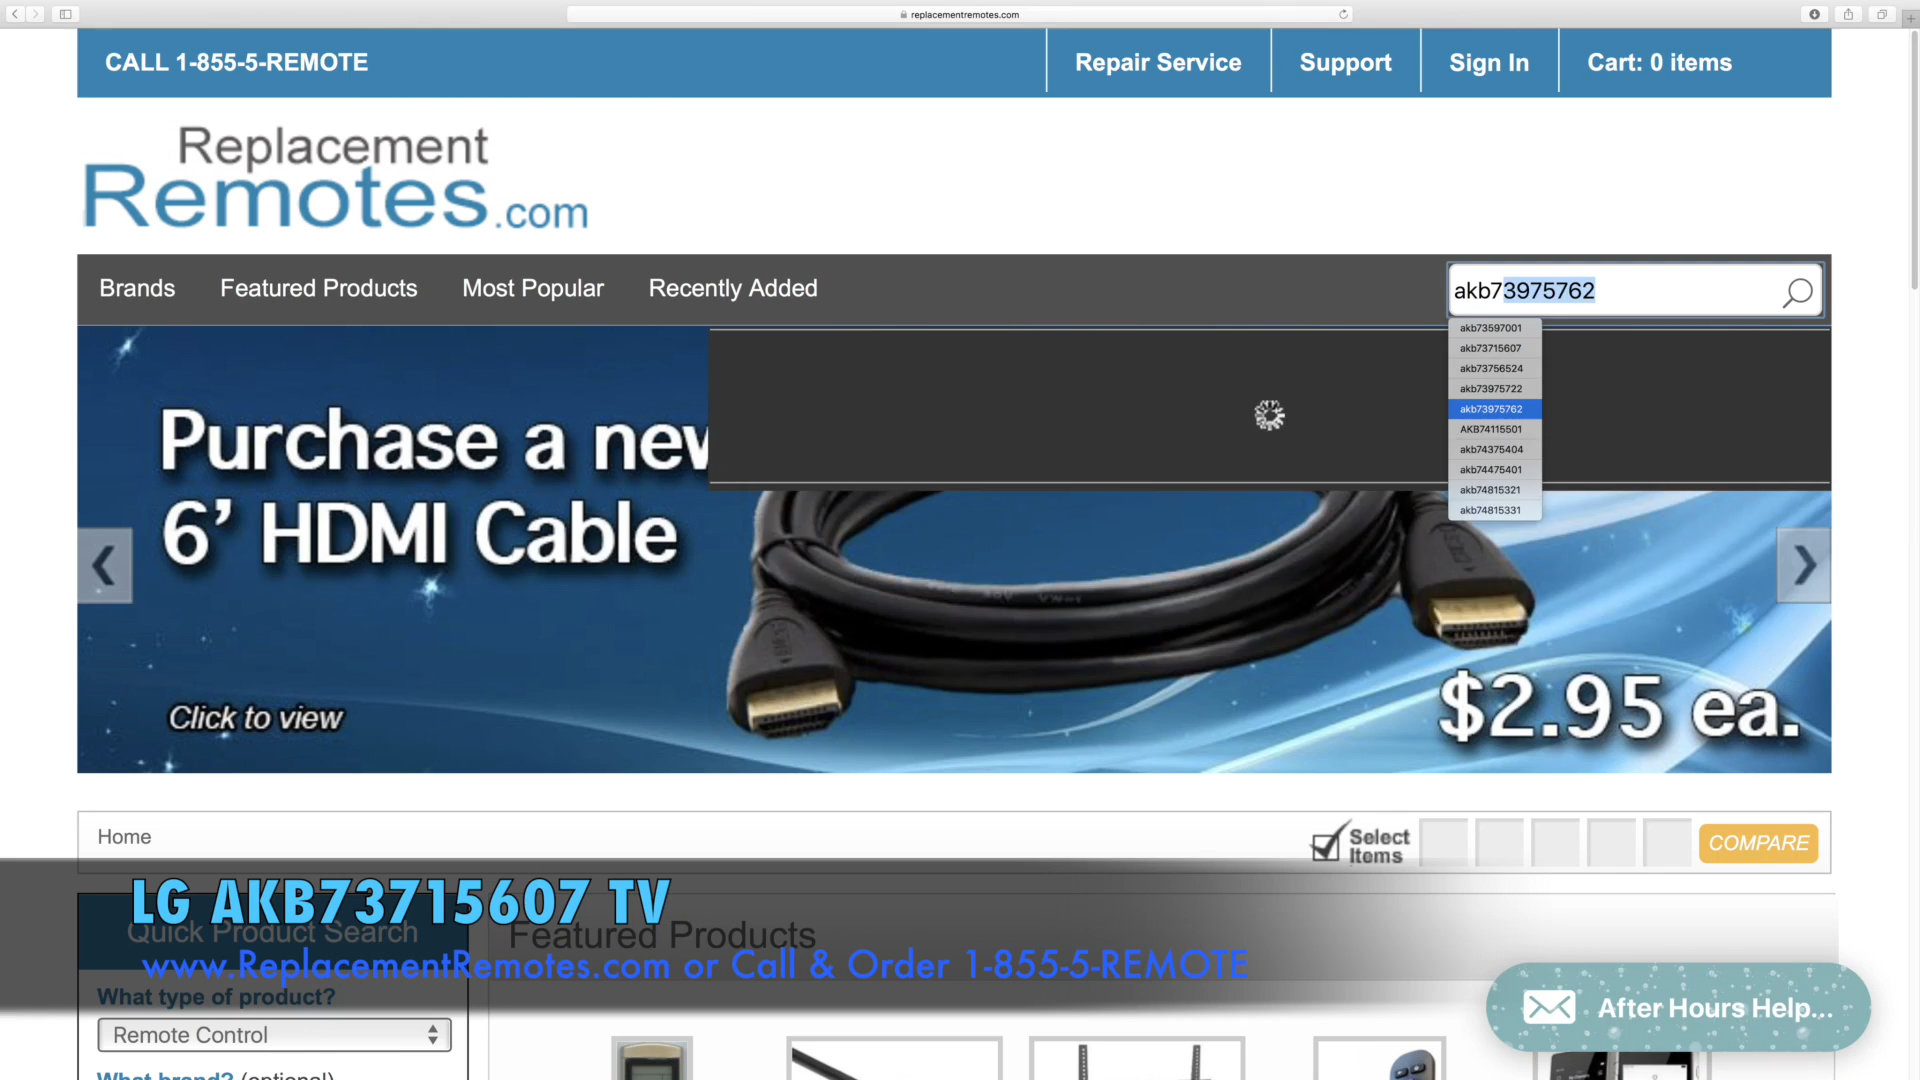 replacementremotes.com
CALL 1-855-5-REMOTE
Repair Service
Support
Sign In
Cart: 0 items
Replacement
Remotes.com
Brands
Featured Products
Most Popular
Recently Added
akb73975762
akb73597001
akb73715607
akb73756524
akb73975722
akb73975762
AKB74115501
akb74375404
akb74475401
akb74815321
akb74815331
Purchase a new
6’ HDMI Cable
Click to view
$2.95 ea.
Home
Select
Items
COMPARE
LG AKB73715607 TV
Quick Product Search
Featured Products
www.ReplacementRemotes.com or Call & Order 1-855-5-REMOTE
What type of product?
Remote Control
After Hours Help...
What brand? (optional)